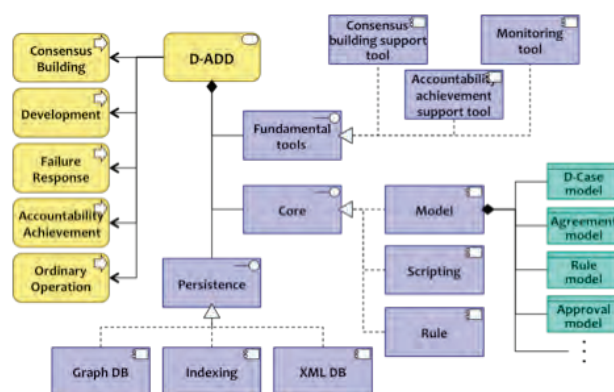 Consensus
Building
D-ADD
Consensus
building support
tool
Monitoring
tool
Accountability
achievement
support tool
Development
Fundamental
tools
Failure
Response
D-Case
model
Core
Model
Accountability
Achievement
Agreement
model
Scripting
Rule
model
Ordinary
Operation
Persistence
Rule
Approval
model
Graph DB
Indexing
XML DB